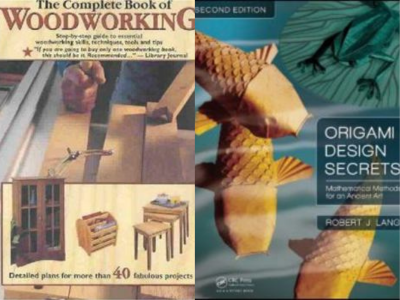 The Complete Book of
WOODWORKING
Step-by-step guide to essential
woodworking skills, techniques, tools and tips
"If you are going to buy only one woodworking book,
this should be it. Recommended..." — Library Journal
Detailed plans for more than 40 fabulous projects
SECOND EDITION
ORIGAMI
DESIGN
SECRETS
Mathematical Methods
for an Ancient Art
ROBERT J. LANG
CRC Press